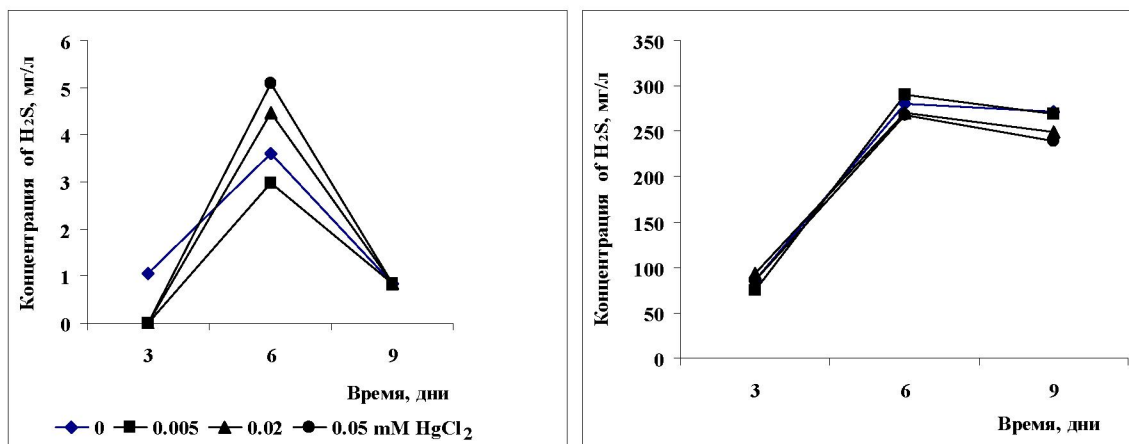 Концентрация of H₂S, мг/л
6
5
4
3
2
1
0
3 6 9
Время, дни
0 0.005 0.02 0.05 mM HgCl₂
Концентрация of H₂S, мг/л
350
300
250
200
150
100
50
0
3 6 9
Время, дни